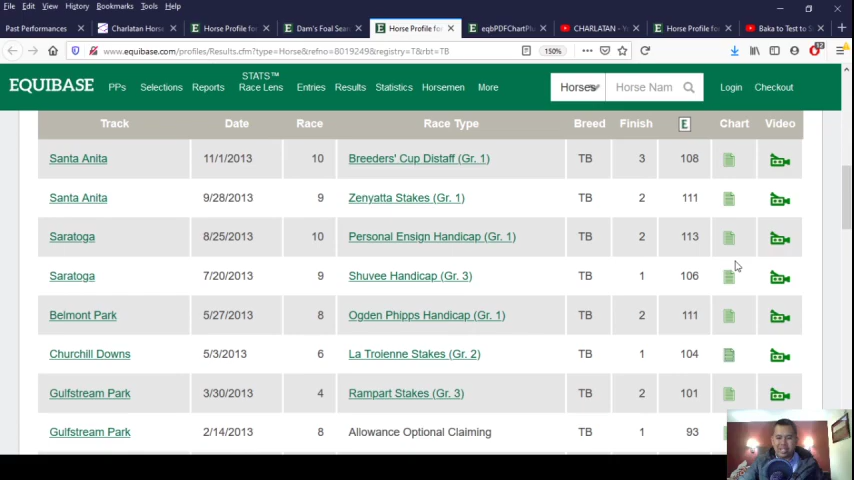 File Edit View History Bookmarks Tools Help
Past Performances
Charlatan Horse
Horse Profile for
Dam's Foal Sear
Horse Profile for
eqbPDFChartPlu
CHARLATAN - Y
Horse Profile for
Baka to Test to S
www.equibase.com/profiles/Results.cfm?type=Horse&refno=8019249&registry=T&rbt=TB
150%
EQUIBASE PPs Selections Reports STATS™ Race Lens Entries Results Statistics Horsemen More Horses Horse Nam Login Checkout
Track Date Race Race Type Breed Finish E Chart Video
Santa Anita 11/1/2013 10 Breeders' Cup Distaff (Gr. 1) TB 3 108
Santa Anita 9/28/2013 9 Zenyatta Stakes (Gr. 1) TB 2 111
Saratoga 8/25/2013 10 Personal Ensign Handicap (Gr. 1) TB 2 113
Saratoga 7/20/2013 9 Shuvee Handicap (Gr. 3) TB 1 106
Belmont Park 5/27/2013 8 Ogden Phipps Handicap (Gr. 1) TB 2 111
Churchill Downs 5/3/2013 6 La Troienne Stakes (Gr. 2) TB 1 104
Gulfstream Park 3/30/2013 4 Rampart Stakes (Gr. 3) TB 2 101
Gulfstream Park 2/14/2013 8 Allowance Optional Claiming TB 1 93